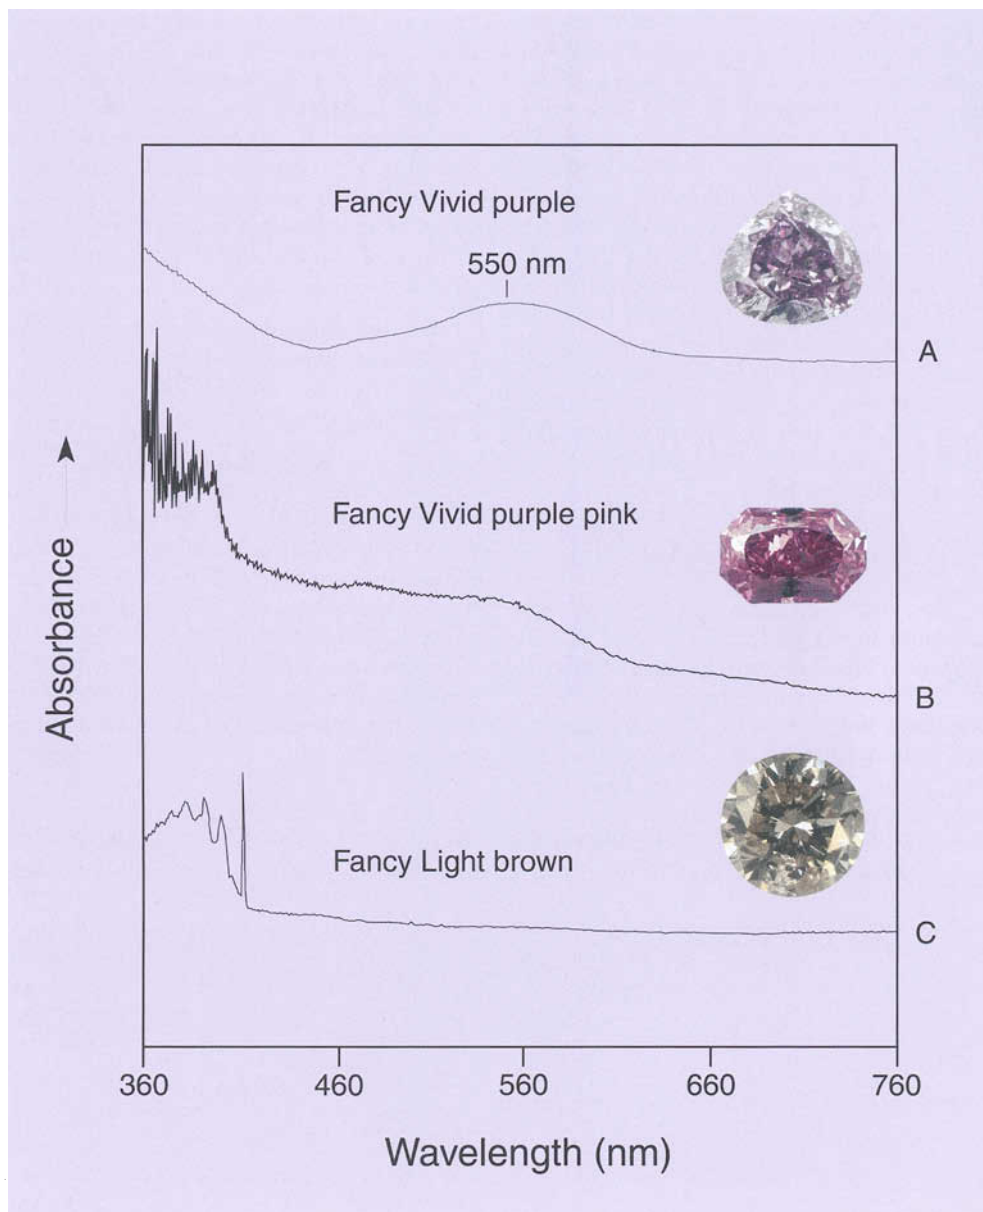 Fancy Vivid purple
550 nm
A
Fancy Vivid purple pink
B
Fancy Light brown
C
Absorbance
360 460 560 660 760
Wavelength (nm)